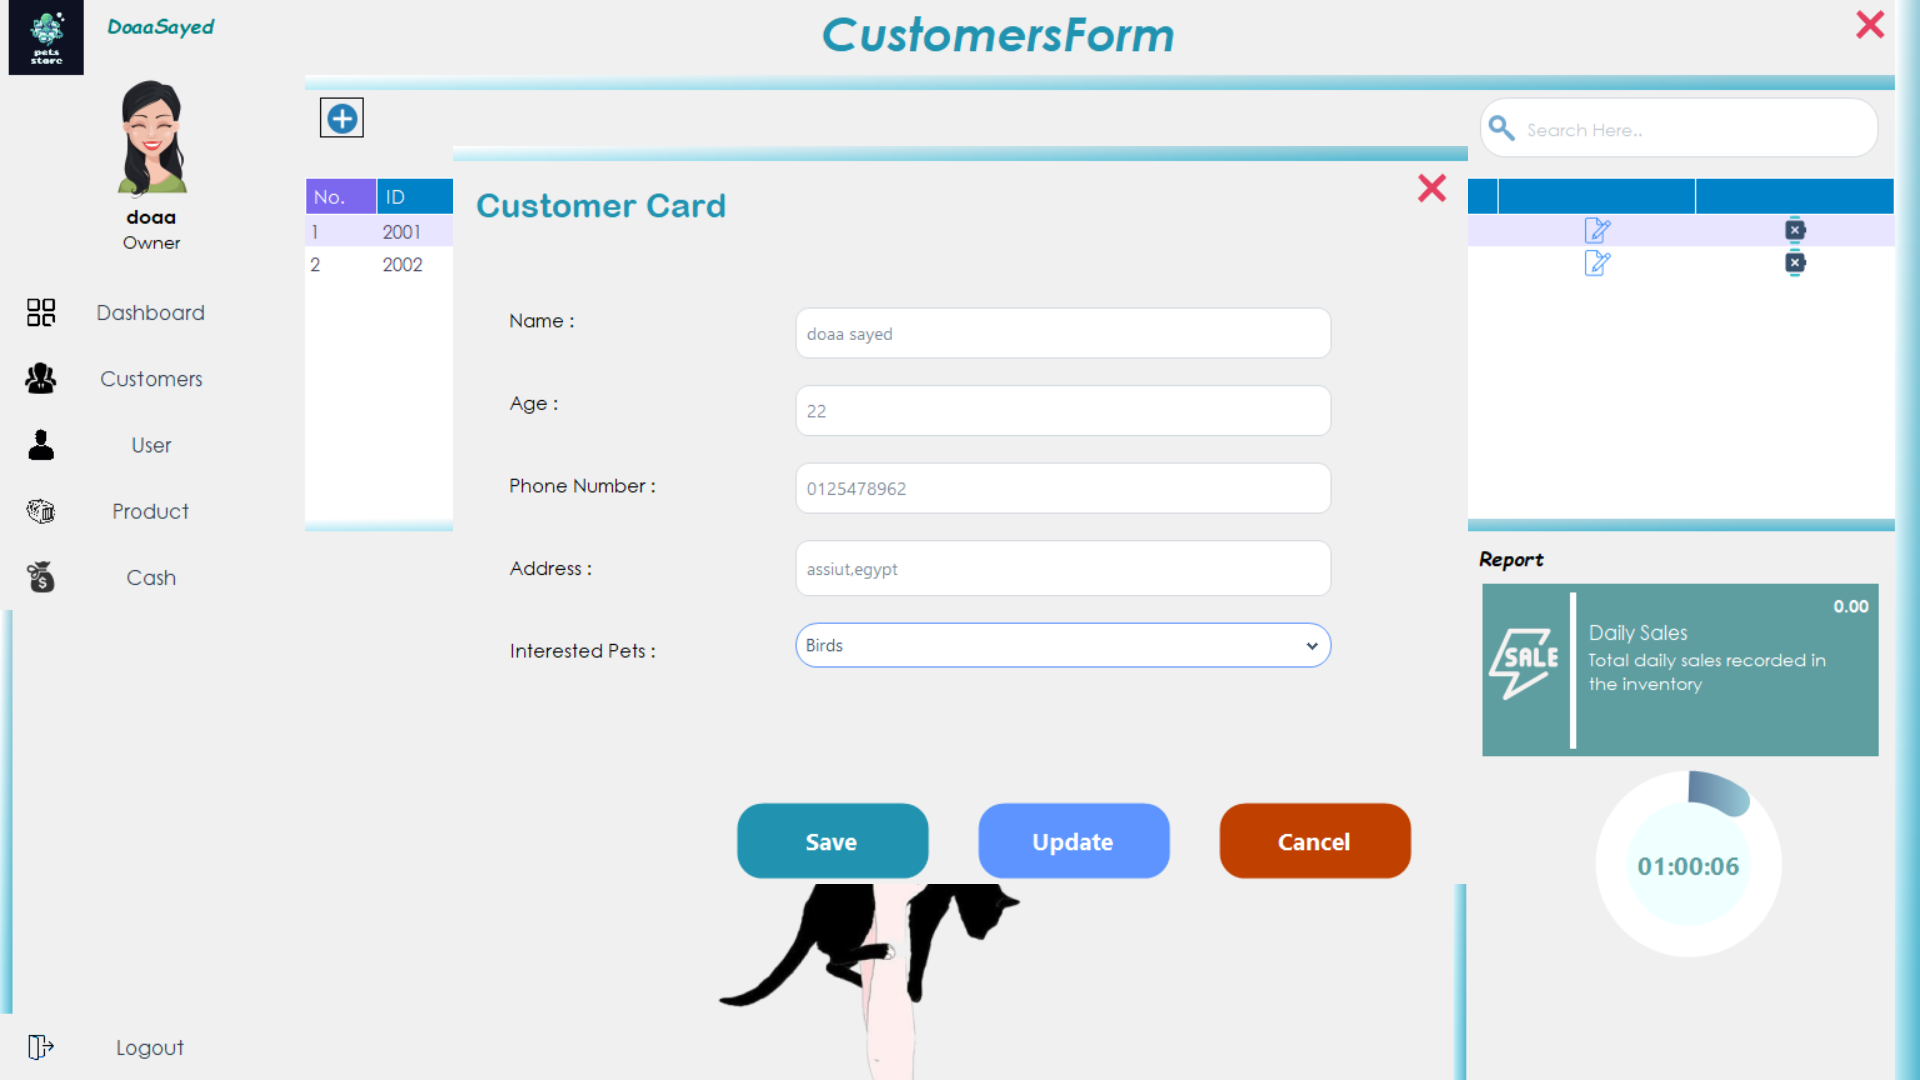 pets
store
DoaaSayed
CustomersForm
doaa
Owner
Dashboard
Customers
User
Product
Cash
Logout
Search Here..
No. ID
1 2001
2 2002
Customer Card
Name :
doaa sayed
Age :
22
Phone Number :
0125478962
Address :
assiut,egypt
Interested Pets :
Birds
Save
Update
Cancel
Report
0.00
SALE
Daily Sales
Total daily sales recorded in
the inventory
01:00:06